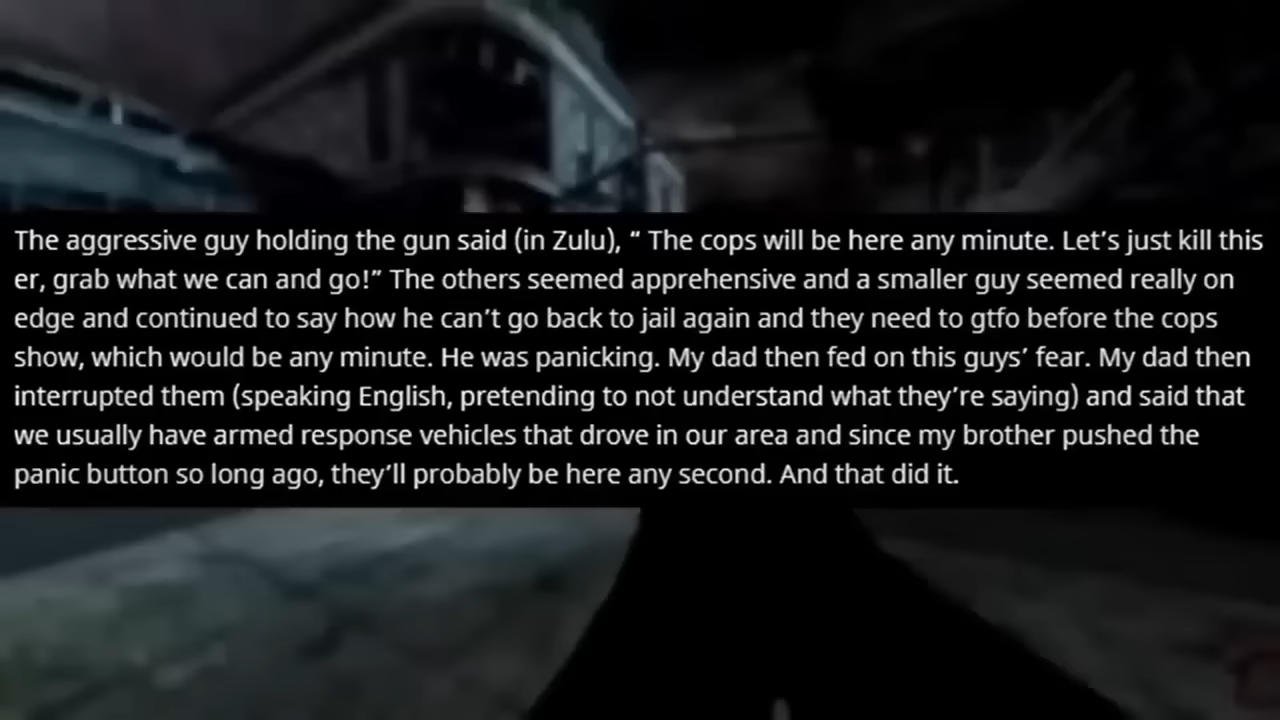 The aggressive guy holding the gun said (in Zulu), “ The cops will be here any minute. Let’s just kill this
er, grab what we can and go!” The others seemed apprehensive and a smaller guy seemed really on
edge and continued to say how he can’t go back to jail again and they need to gtfo before the cops
show, which would be any minute. He was panicking. My dad then fed on this guys’ fear. My dad then
interrupted them (speaking English, pretending to not understand what they’re saying) and said that
we usually have armed response vehicles that drove in our area and since my brother pushed the
panic button so long ago, they’ll probably be here any second. And that did it.